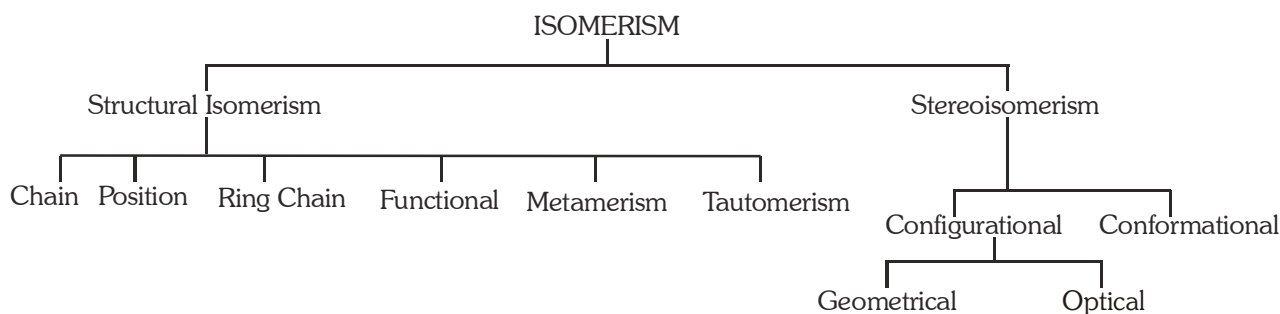 ISOMERISM
Structural Isomerism Stereoisomerism
Chain Position Ring Chain Functional Metamerism Tautomerism
Configurational Conformational
Geometrical Optical